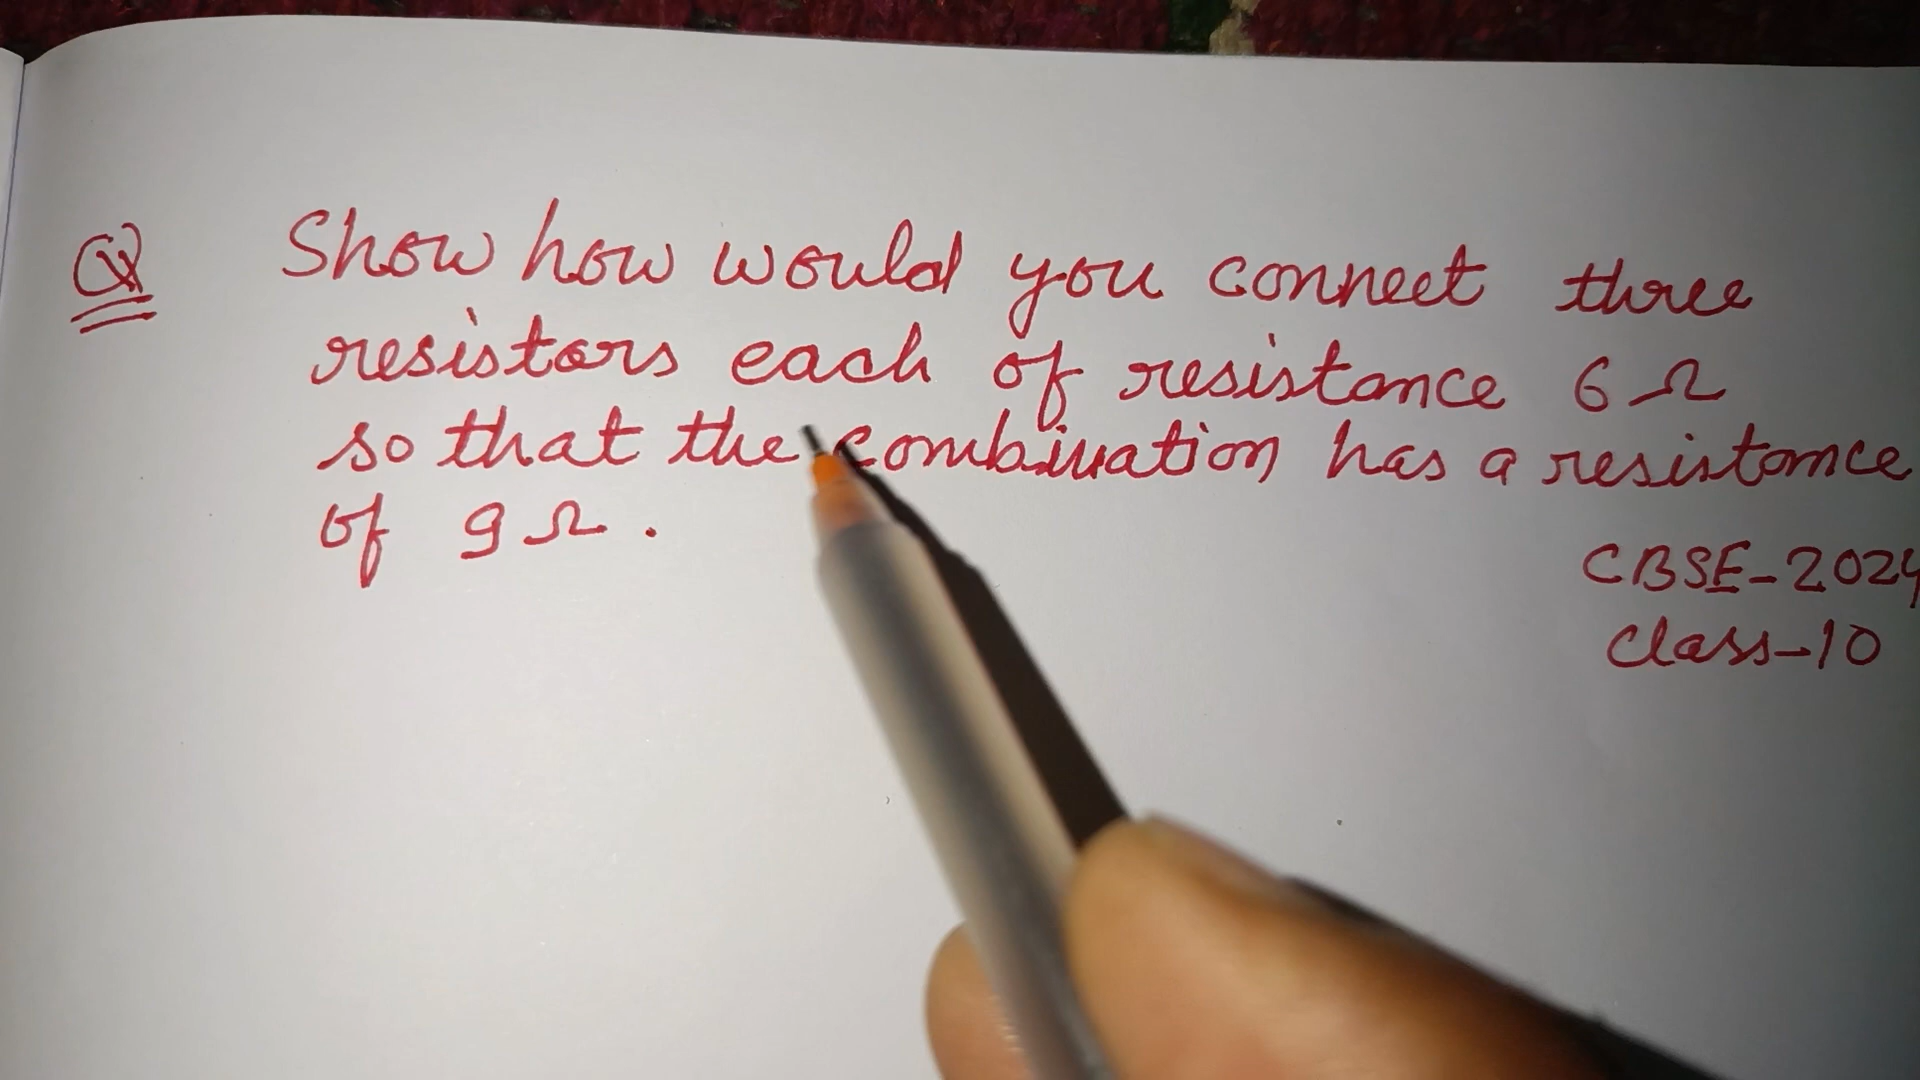 Q Show how would you connect three
resistors each of resistance 6 Ω
so that the combination has a resistance
of 9 Ω.
CBSE-2024
Class-10